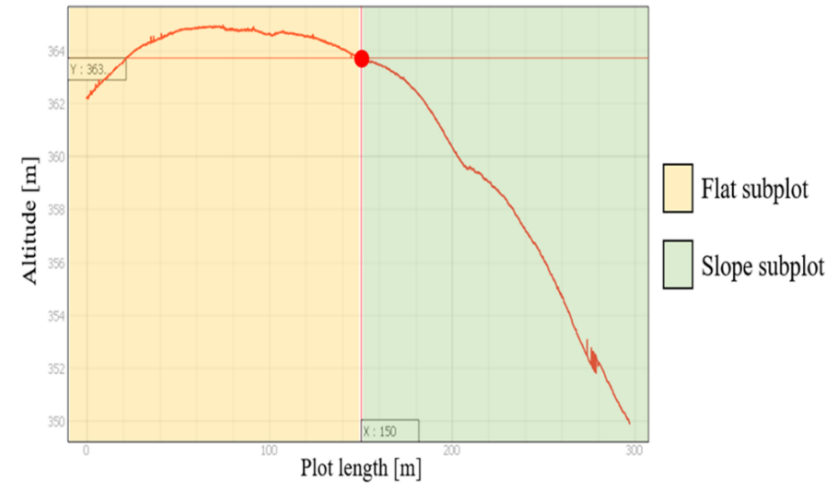 364
Y : 363.
362
360
358
356
354
352
350
Altitude [m]
X : 150
0
100
200
300
Plot length [m]
Flat subplot
Slope subplot